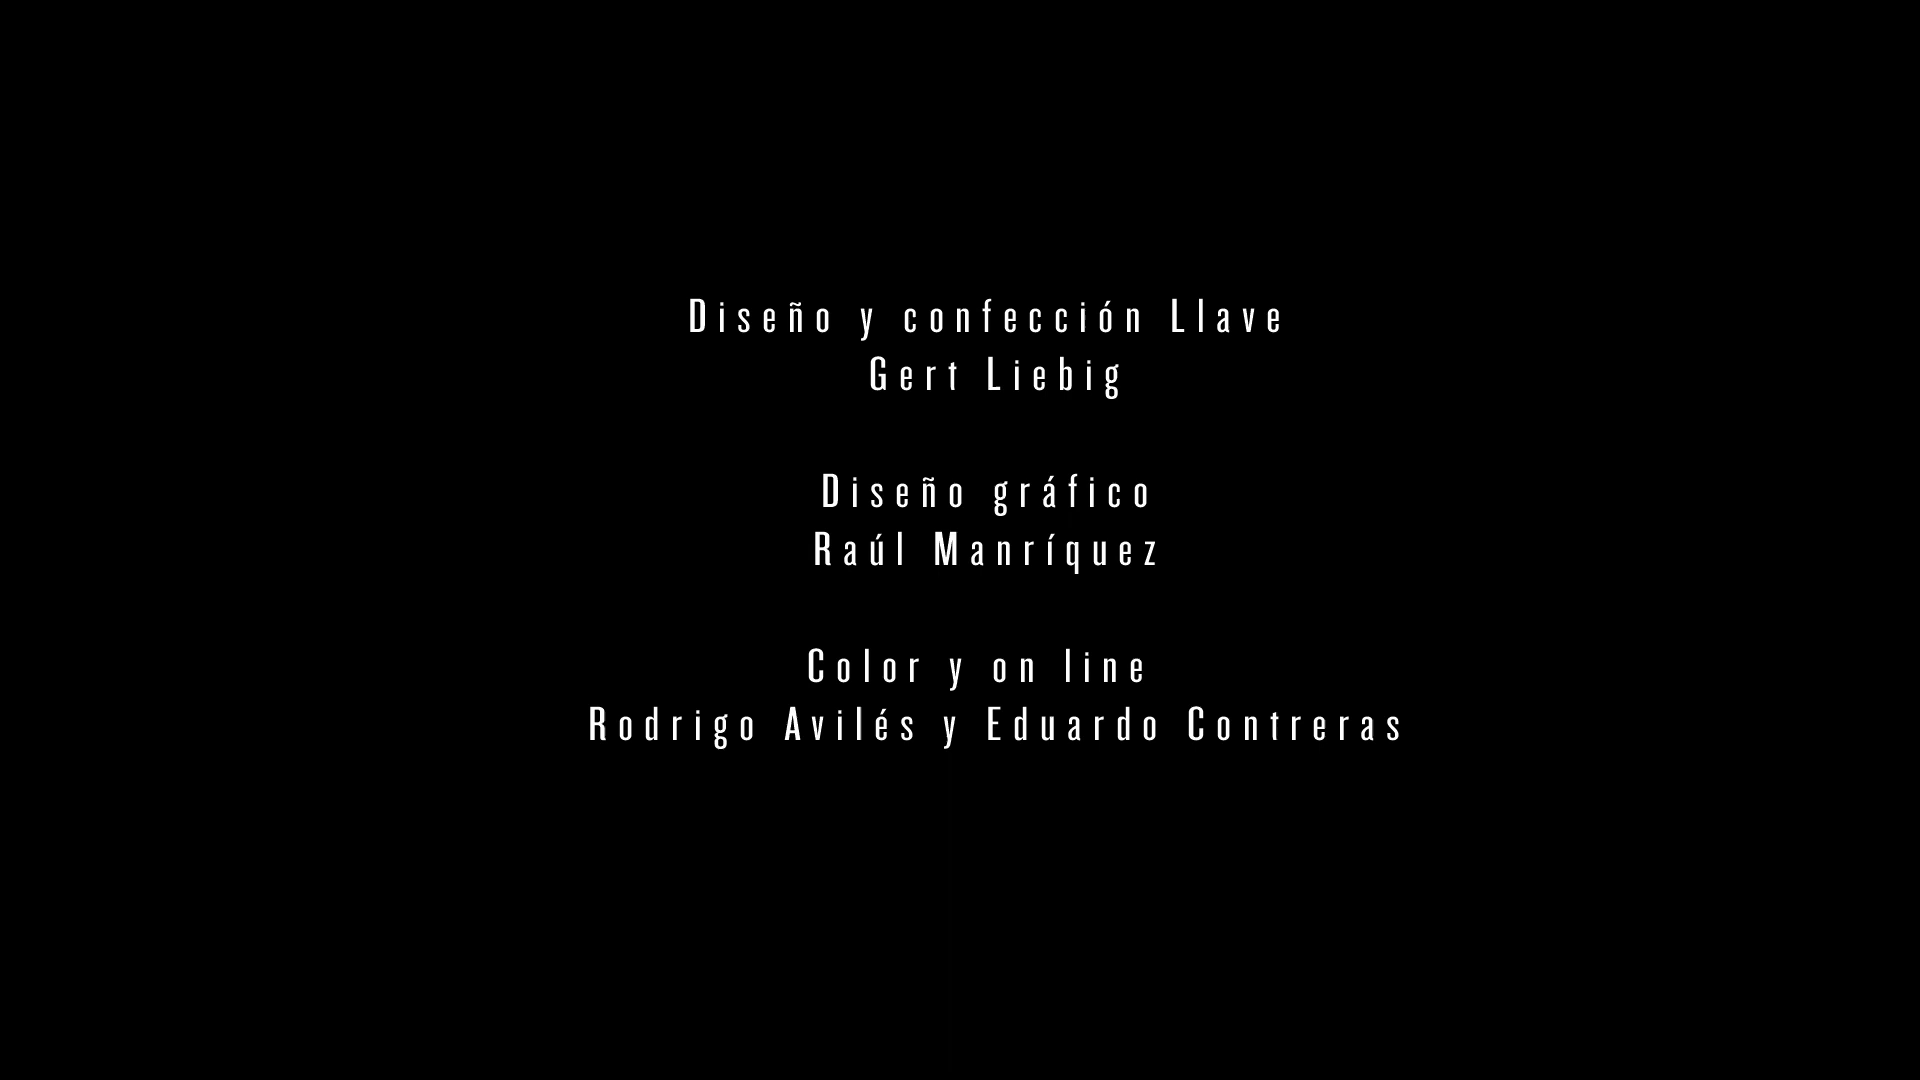 Diseño y confección Llave
Gert Liebig
Diseño gráfico
Raúl Manríquez
Color y on line
Rodrigo Avilés y Eduardo Contreras